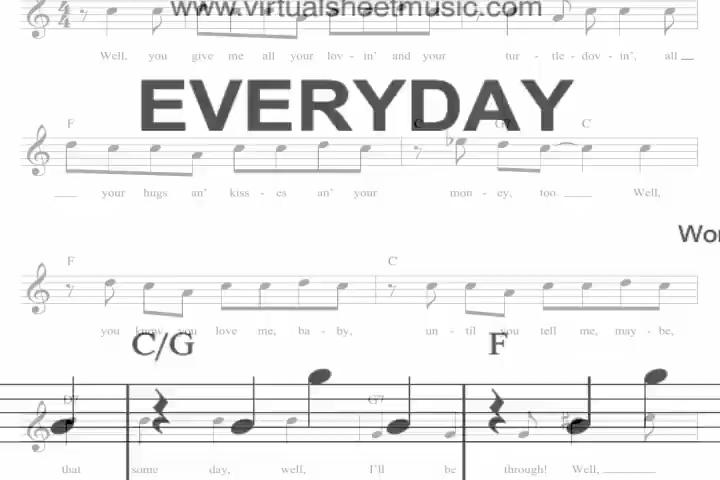 www.virtualsheetmusic.com
Well, you give me all your lov - in' and your tur - tle - dov - in', all
EVERYDAY
F C G7 C
your hugs an' kiss - es an' your mon - ey, too. Well,
Wor
F C
you know you love me, ba - by, un - til you tell me, may - be,
C/G F
D7 G7
that some day, well, I'll be through! Well,